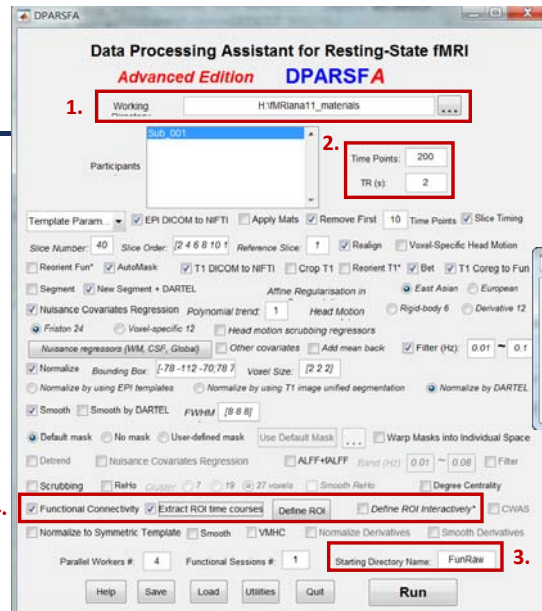 DPARSFA
Data Processing Assistant for Resting-State fMRI
Advanced Edition DPARSFA
1. Working H:\fMRIana11_materials ...
Sub_001
2.
Participants
Time Points: 200
TR (s): 2
Template Param... EPI DICOM to NIFTI Apply Mats Remove First 10 Time Points Slice Timing
Slice Number: 40 Slice Order: [2 4 6 8 10 1 Reference Slice: 1 Realign Voxel-Specific Head Motion
Reorient Fun* AutoMask T1 DICOM to NIFTI Crop T1 Reorient T1* Bet T1 Coreg to Fun
Segment New Segment + DARTEL Affine Regularisation in East Asian European
Nuisance Covariates Regression Polynomial trend: 1 Head Motion Rigid-body 6 Derivative 12
Friston 24 Voxel-specific 12 Head motion scrubbing regressors
Nuisance regressors (WM, CSF, Global) Other covariates Add mean back Filter (Hz): 0.01 ~ 0.1
Normalize Bounding Box: [-78 -112 -70;78 7 Voxel Size: [2 2 2]
Normalize by using EPI templates Normalize by using T1 image unified segmentation Normalize by DARTEL
Smooth Smooth by DARTEL FWHM [8 8 8]
Default mask No mask User-defined mask Use Default Mask ... Warp Masks into Individual Space
Detrend Nuisance Covariates Regression ALFF+fALFF Band (Hz): 0.01 ~ 0.08 Filter
Scrubbing ReHo Cluster: 7 19 27 voxels Smooth ReHo Degree Centrality
Functional Connectivity Extract ROI time courses Define ROI Define ROI Interactively* CWAS
Normalize to Symmetric Template Smooth VMHC Normalize Derivatives Smooth Derivatives
Parallel Workers #: 4 Functional Sessions #: 1 Starting Directory Name: FunRaw 3.
Help Save Load Utilities Quit Run